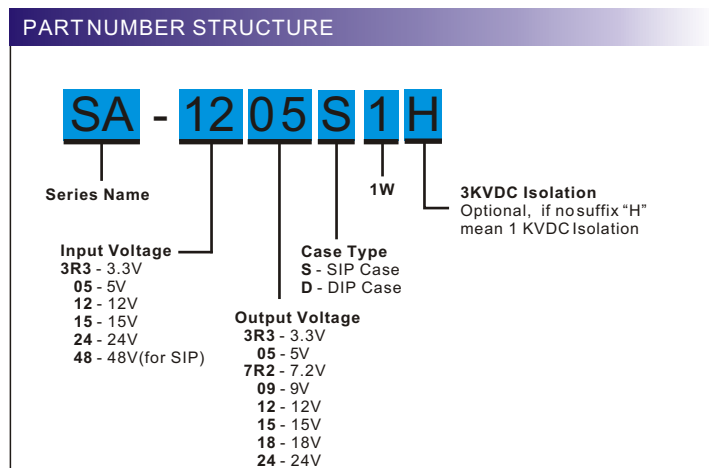 PART NUMBER STRUCTURE
SA - 12 05 S 1 H
Series Name
1W
3KVDC Isolation
Optional, if no suffix “H”
mean 1 KVDC Isolation
Input Voltage
3R3 - 3.3V
05 - 5V
12 - 12V
15 - 15V
24 - 24V
48 - 48V(for SIP)
Case Type
S - SIP Case
D - DIP Case
Output Voltage
3R3 - 3.3V
05 - 5V
7R2 - 7.2V
09 - 9V
12 - 12V
15 - 15V
18 - 18V
24 - 24V